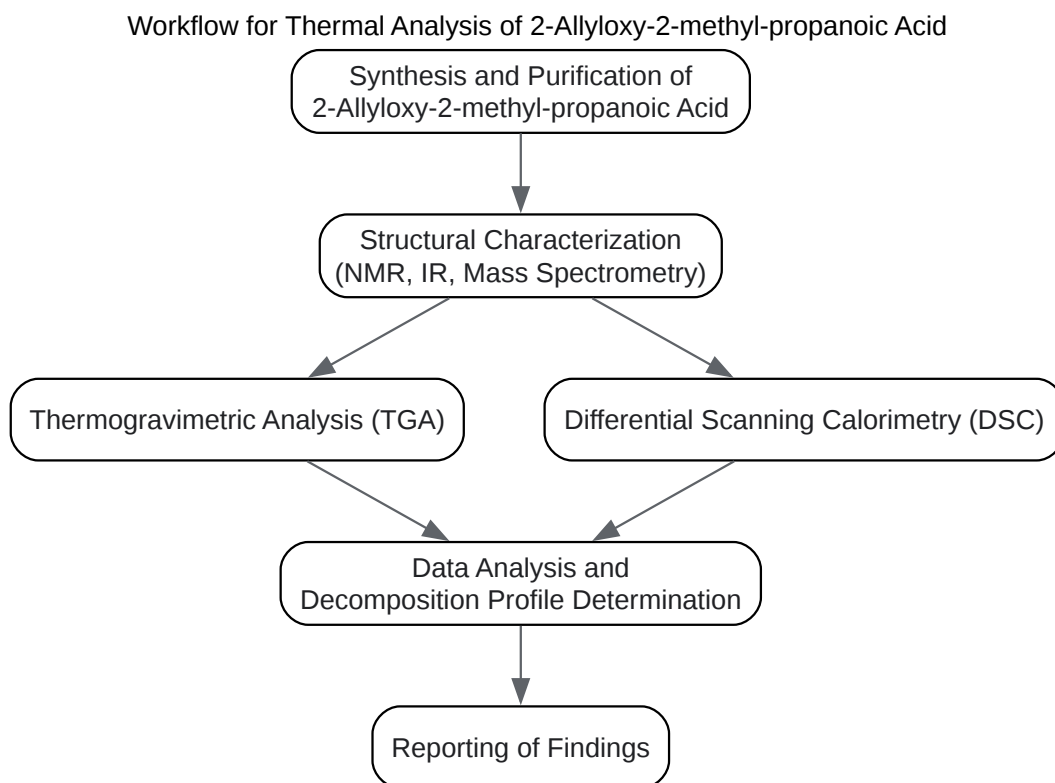 Workflow for Thermal Analysis of 2-Allyloxy-2-methyl-propanoic Acid
Synthesis and Purification of
2-Allyloxy-2-methyl-propanoic Acid
Structural Characterization
(NMR, IR, Mass Spectrometry)
Thermogravimetric Analysis (TGA)
Differential Scanning Calorimetry (DSC)
Data Analysis and
Decomposition Profile Determination
Reporting of Findings